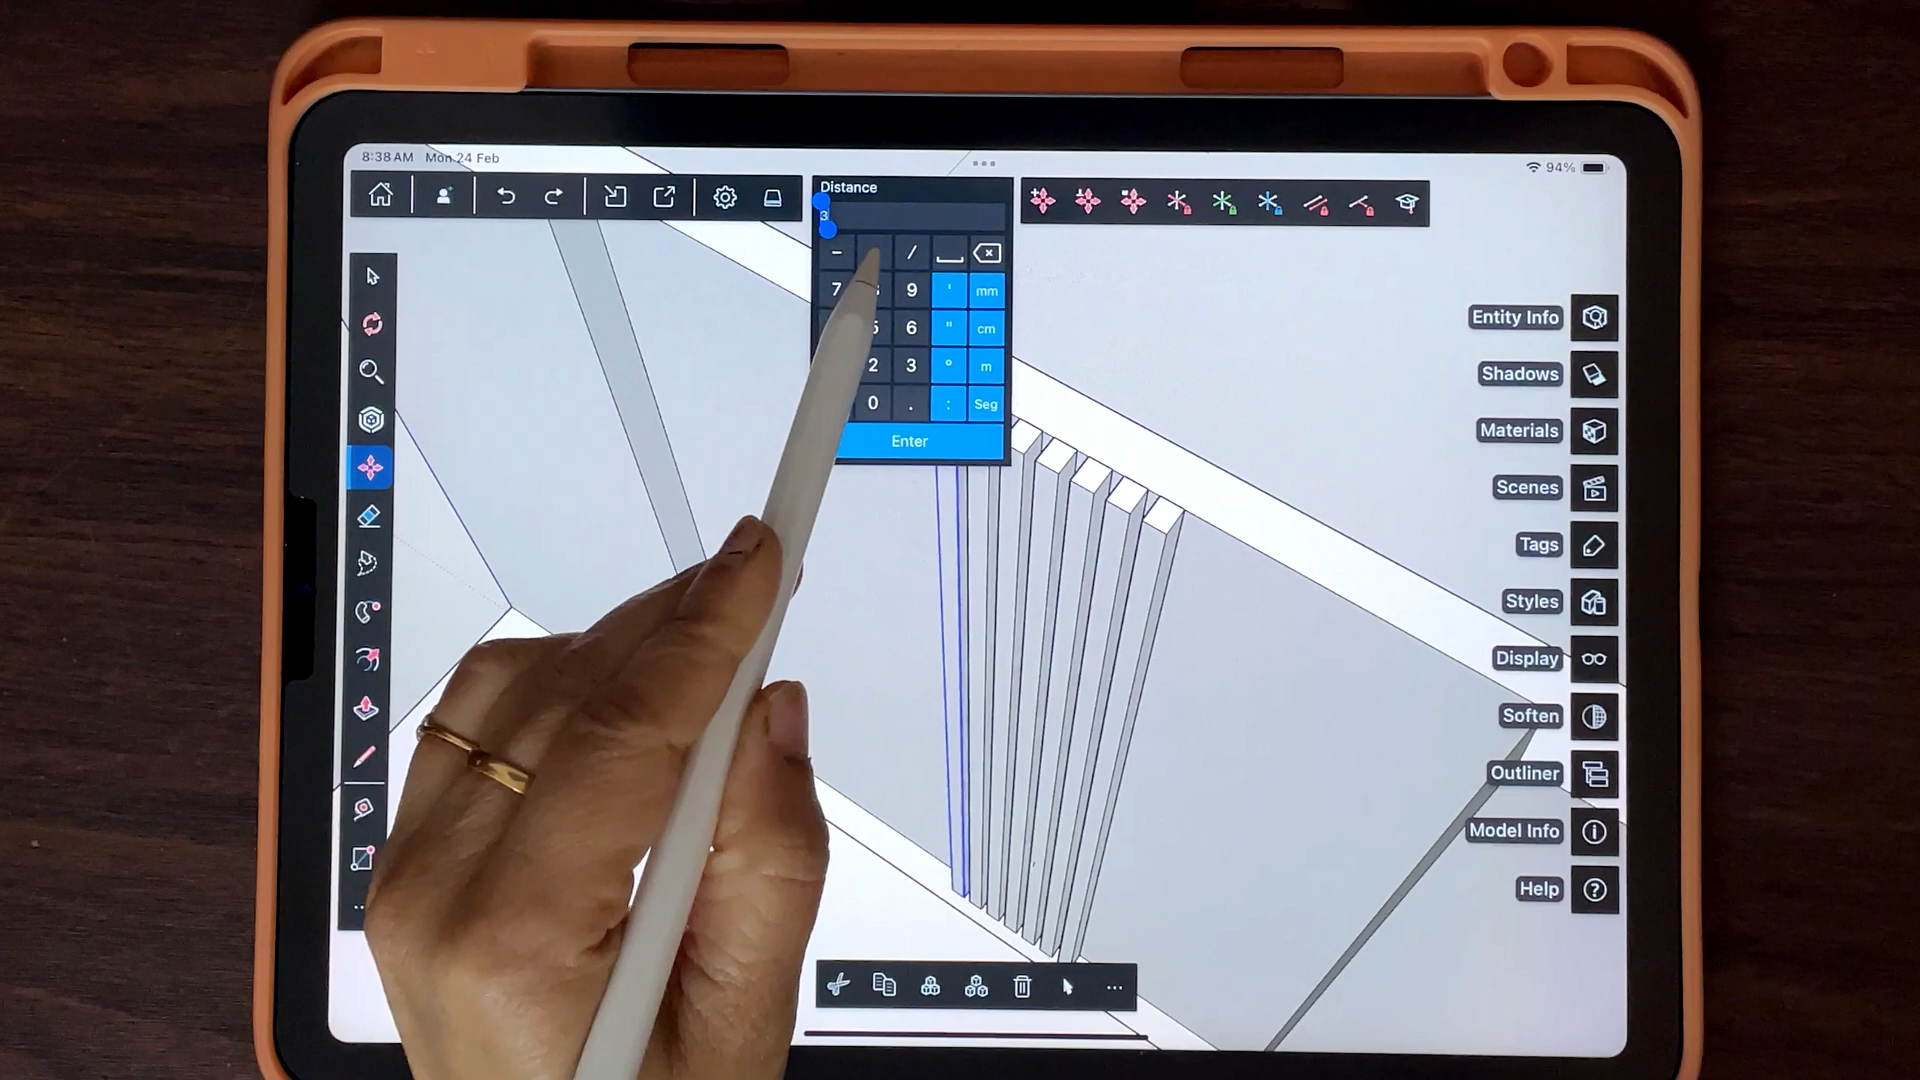 8:38 AM Mon 24 Feb
94%
Distance
3
- /
7 9 ' mm
5 6 " cm
2 3 ° m
0 . : Seg
Enter
Entity Info
Shadows
Materials
Scenes
Tags
Styles
Display
Soften
Outliner
Model Info
Help